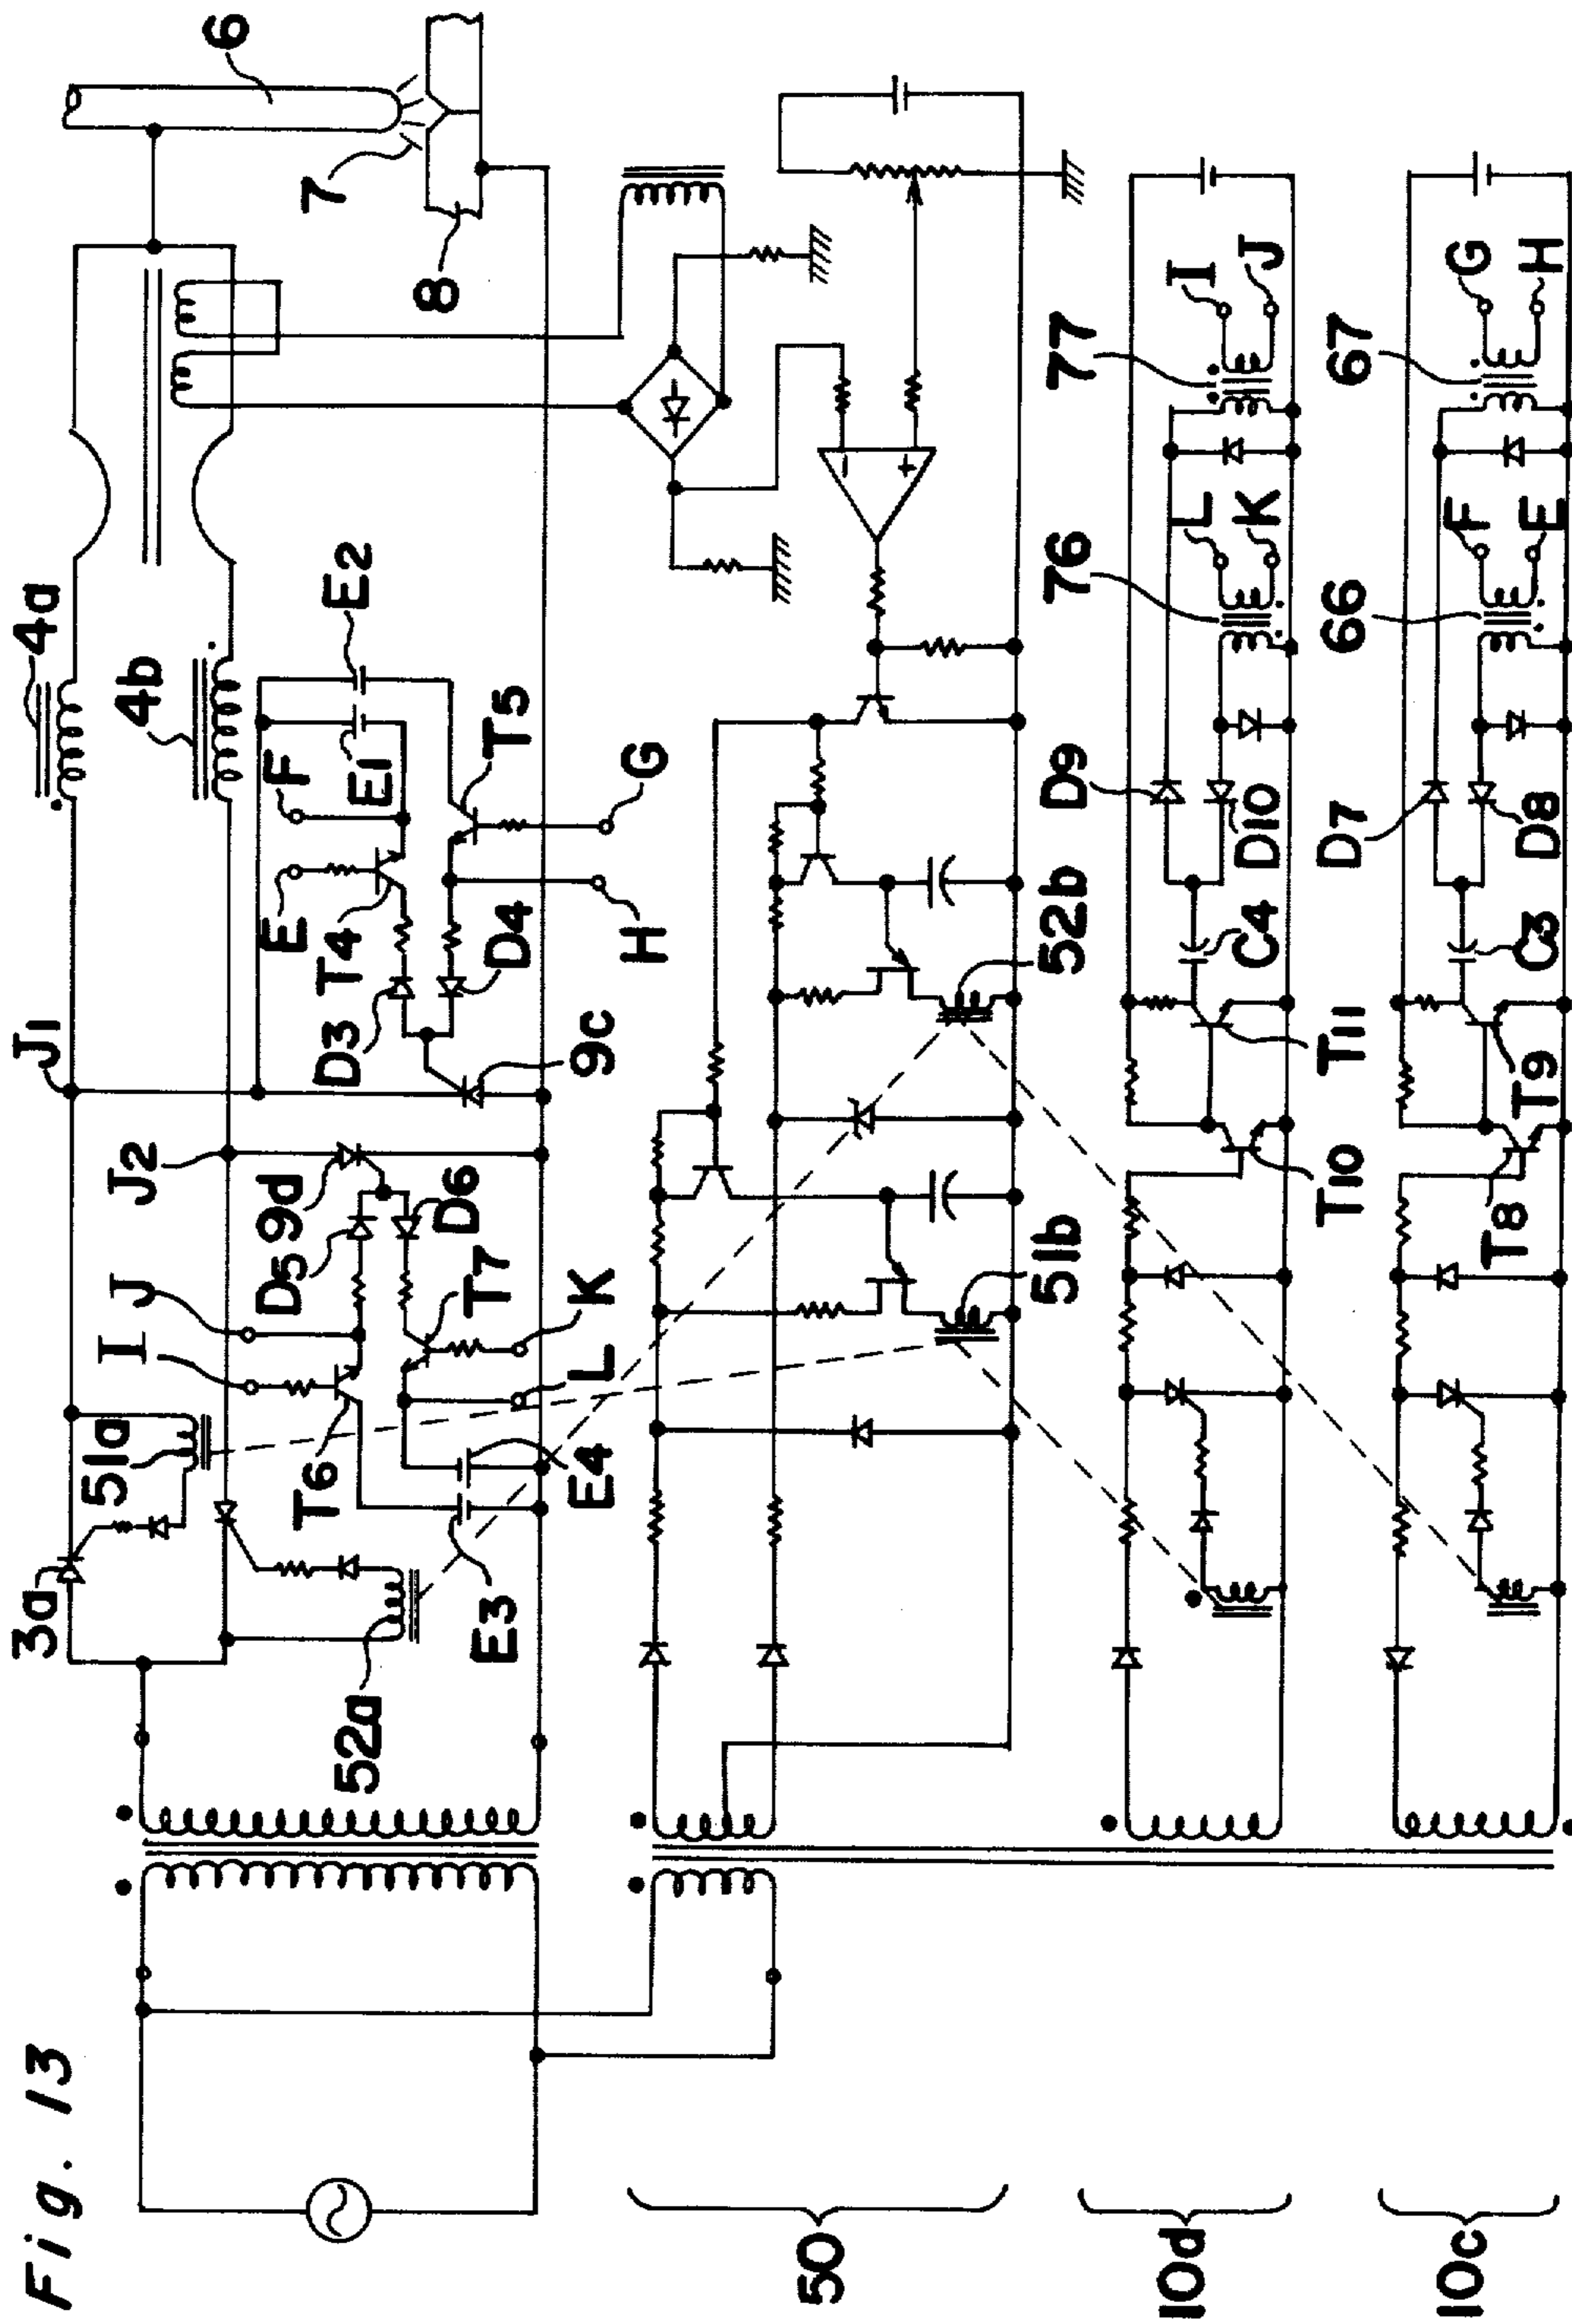 Fig. 13
3a
51a
52a
I
J
J2
J1
4a
4b
6
7
8
T6
E3
E4
L
K
T7
D5
9d
D6
D3
T4
E
F
E1
E2
T5
G
H
D4
9c
50
51b
52b
−
+
10d
T10
T11
C4
D9
D10
76
L
K
77
I
J
10c
T8
T9
C3
D7
D8
66
F
E
67
G
H